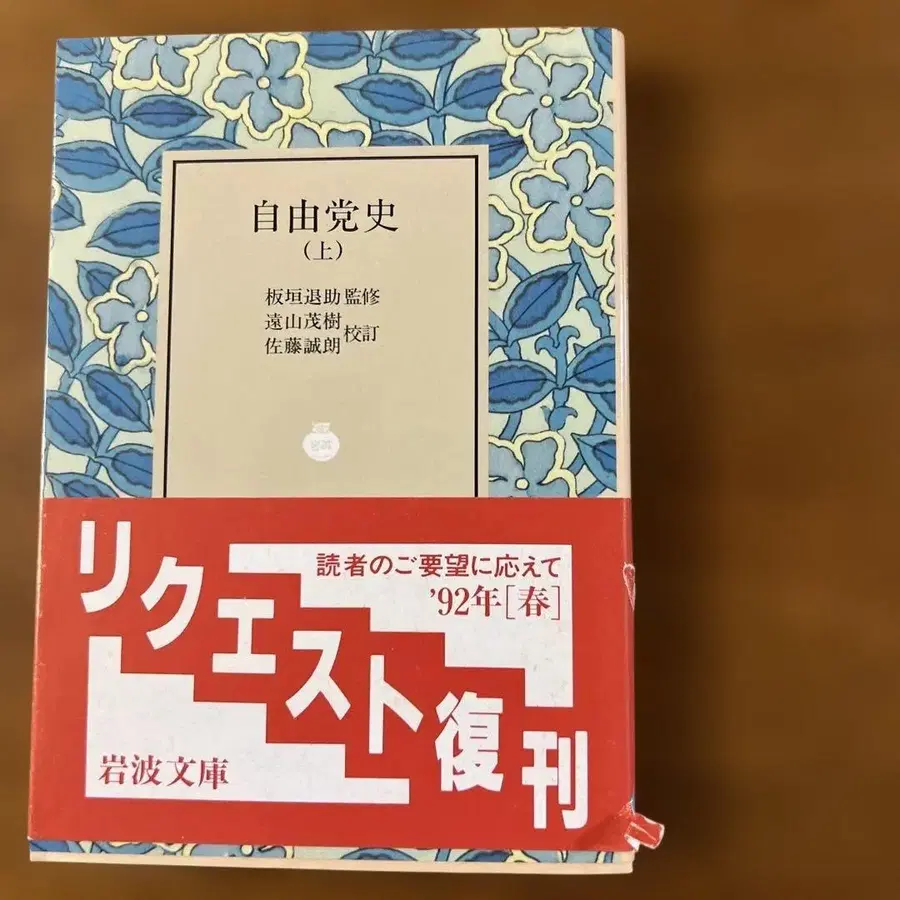 自由党史
(上)
板垣退助監修
遠山茂樹
佐藤誠朗
校訂
読者のご要望に応えて
'92年[春]
リクエスト復刊
岩波文庫